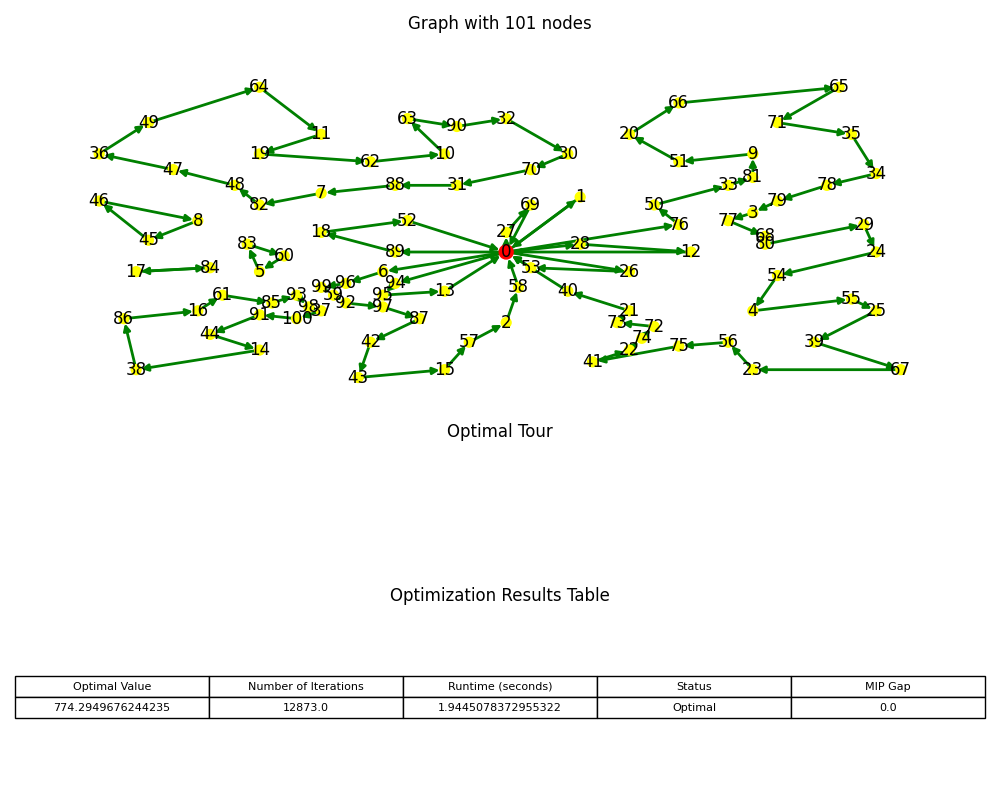 Graph with 101 nodes
64 65
66
49 63 90 32 71
11 20 35
36 19 62 10 30 51 9
47 70 34
48 88 31 33 81 78
46 82 7 69 1 50 79
8 18 52 27 77 3 76 29
45 83 89 0 28 12 68 80 24
60
17 84 5 6 53 26 54
94
99 96 40
16 61 85 93 59 92 95 97 13 58 4 55 25
86 91 100 98 37 87 2 21 73 72
44 42 57 74 56 39
14 22 75
38 43 15 41 23 67
Optimal Tour
Optimization Results Table
Optimal Value Number of Iterations Runtime (seconds) Status MIP Gap
774.2949676244235 12873.0 1.9445078372955322 Optimal 0.0